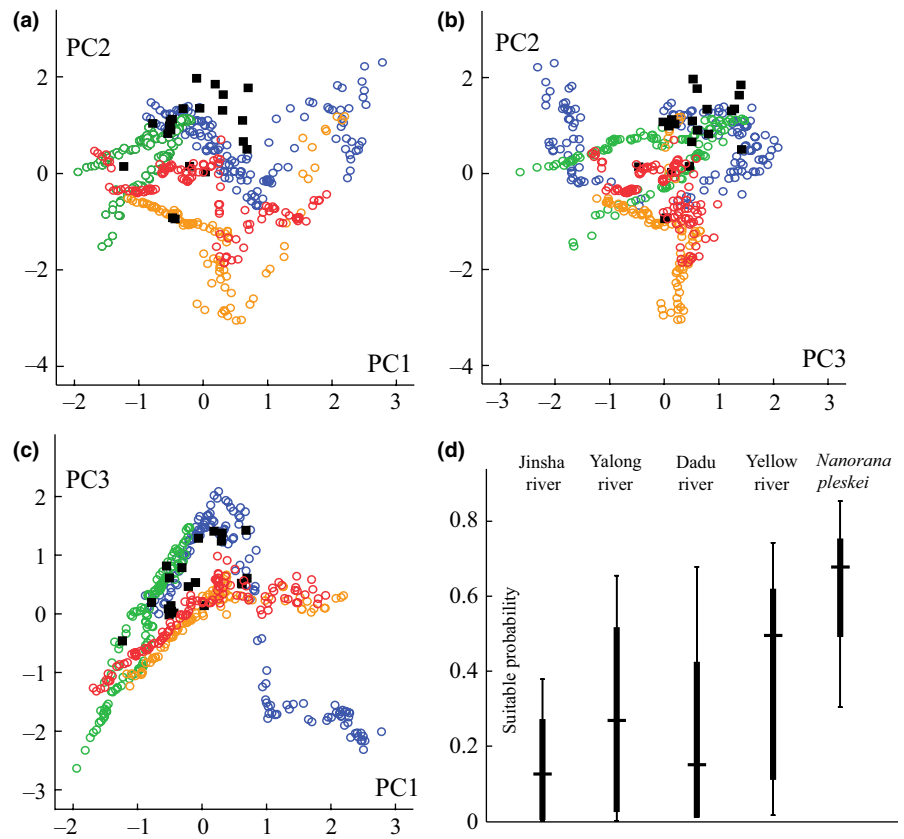 (a)
PC2
2
0
−2
−4
−2 −1 0 1 2 3
PC1
(b)
PC2
2
0
−2
−4
−3 −2 −1 0 1 2 3
PC3
(c)
PC3
2
1
0
−1
−2
−3
−2 −1 0 1 2 3
PC1
(d)
Jinsha river
Yalong river
Dadu river
Yellow river
Nanorana pleskei
Suitable probability
0.8
0.6
0.4
0.2
0